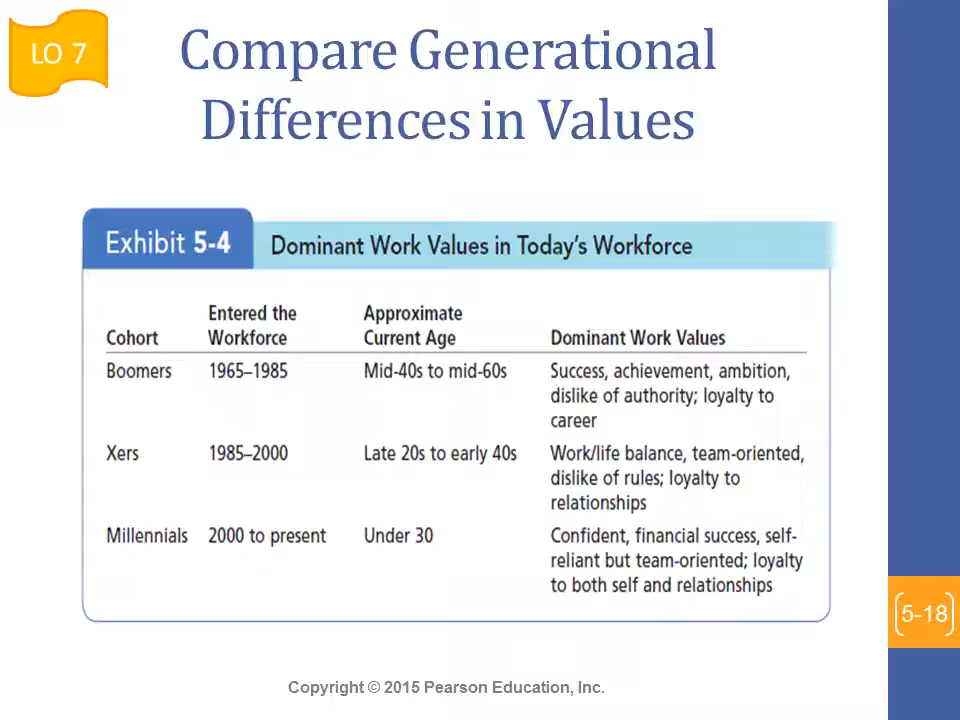 LO 7
Compare Generational
Differences in Values
Exhibit 5-4 Dominant Work Values in Today's Workforce
Entered the Approximate
Cohort Workforce Current Age Dominant Work Values
Boomers 1965–1985 Mid-40s to mid-60s Success, achievement, ambition,
dislike of authority; loyalty to
career
Xers 1985–2000 Late 20s to early 40s Work/life balance, team-oriented,
dislike of rules; loyalty to
relationships
Millennials 2000 to present Under 30 Confident, financial success, self-
reliant but team-oriented; loyalty
to both self and relationships
5-18
Copyright © 2015 Pearson Education, Inc.